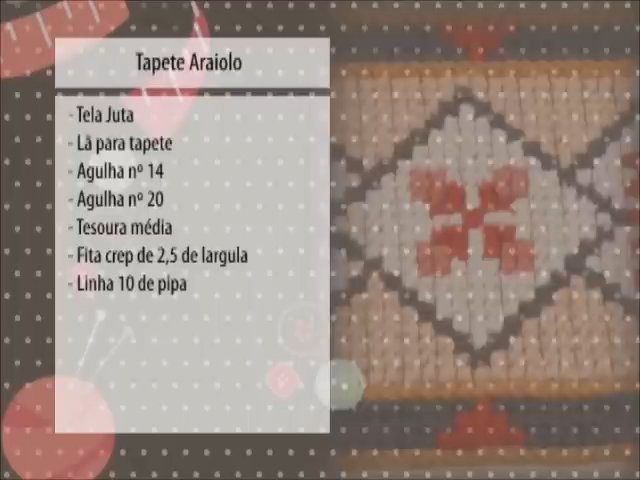 Tapete Araiolo
- Tela Juta
- Lã para tapete
- Agulha nº 14
- Agulha nº 20
- Tesoura média
- Fita crep de 2,5 de largula
- Linha 10 de pipa